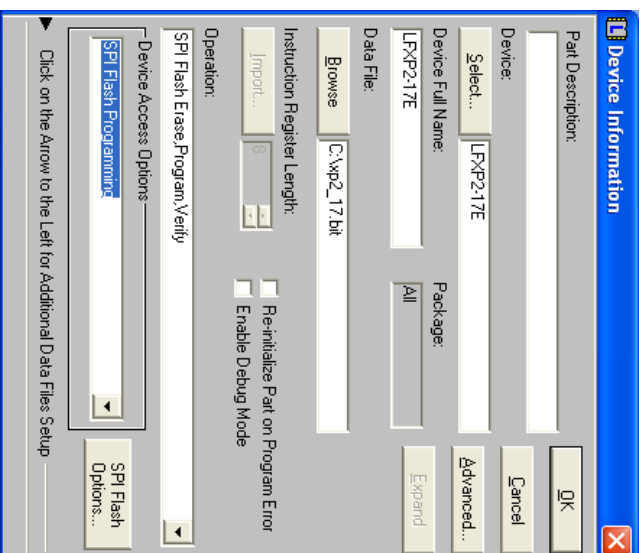 Device Information
Part Description:
OK
Cancel
Device:
Select...
LFXP2-17E
Advanced...
Device Full Name:
Package:
LFXP2-17E
All
Expand
Data File:
Browse
C:\xp2_17.bit
Instruction Register Length:
Import...
8
Re-initialize Part on Program Error
Enable Debug Mode
Operation:
SPI Flash Erase,Program,Verify
Device Access Options
SPI Flash Programming
SPI Flash
Options...
Click on the Arrow to the Left for Additional Data Files Setup